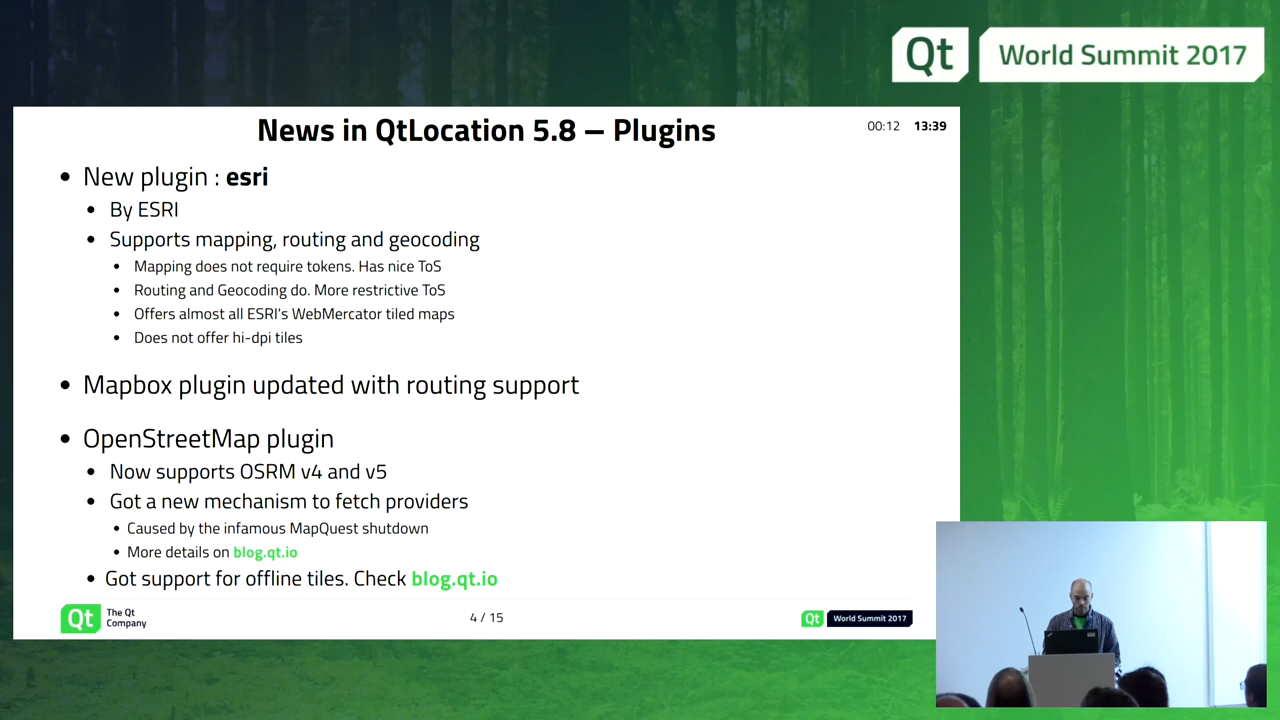 Qt World Summit 2017
News in QtLocation 5.8 – Plugins
00:12 13:39
• New plugin : esri
• By ESRI
• Supports mapping, routing and geocoding
• Mapping does not require tokens. Has nice ToS
• Routing and Geocoding do. More restrictive ToS
• Offers almost all ESRI's WebMercator tiled maps
• Does not offer hi-dpi tiles
• Mapbox plugin updated with routing support
• OpenStreetMap plugin
• Now supports OSRM v4 and v5
• Got a new mechanism to fetch providers
• Caused by the infamous MapQuest shutdown
• More details on blog.qt.io
• Got support for offline tiles. Check blog.qt.io
Qt The Qt
Company
4 / 15
Qt World Summit 2017